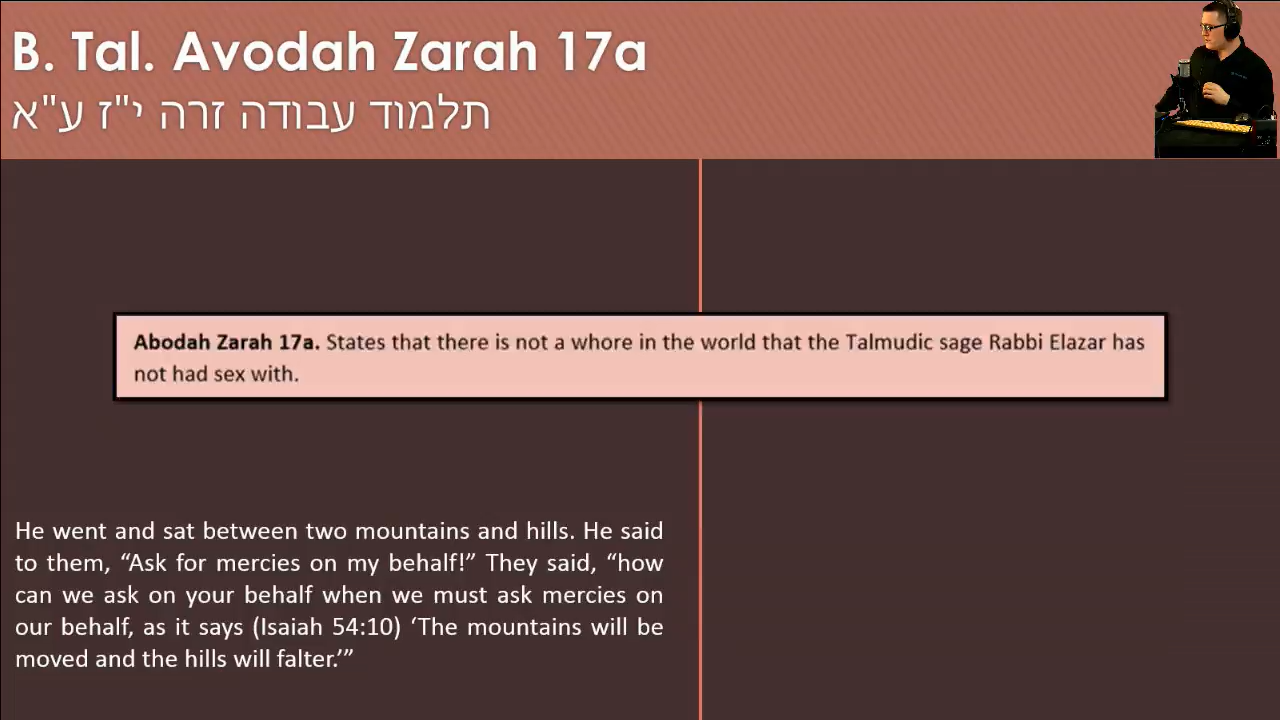 B. Tal. Avodah Zarah 17a
תלמוד עבודה זרה י"ז ע"א
Abodah Zarah 17a. States that there is not a whore in the world that the Talmudic sage Rabbi Elazar has
not had sex with.
He went and sat between two mountains and hills. He said
to them, “Ask for mercies on my behalf!” They said, “how
can we ask on your behalf when we must ask mercies on
our behalf, as it says (Isaiah 54:10) ‘The mountains will be
moved and the hills will falter.’”